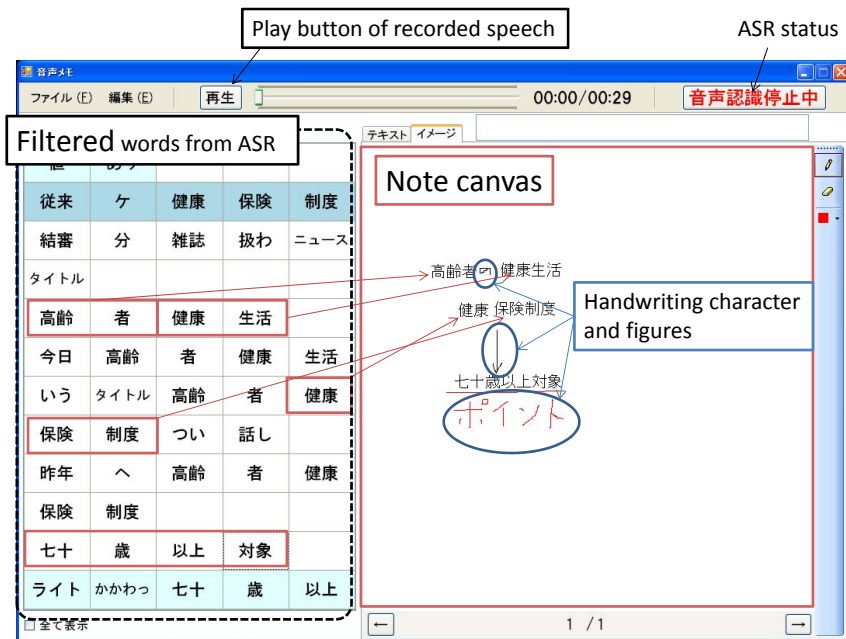 Play button of recorded speech
ASR status
音声メモ
ファイル(F) 編集(E) 再生 00:00/00:29 音声認識停止中
Filtered words from ASR
テキスト イメージ
Note canvas
従来 ケ 健康 保険 制度
結審 分 雑誌 扱わ ニュース
タイトル
高齢 者 健康 生活
今日 高齢 者 健康 生活
いう タイトル 高齢 者 健康
保険 制度 つい 話し
昨年 へ 高齢 者 健康
保険 制度
七十 歳 以上 対象
ライト かかわっ 七十 歳 以上
全て表示
高齢者の健康生活
健康 保険制度
七十歳以上対象
ポイント
Handwriting character
and figures
← 1 /1 →